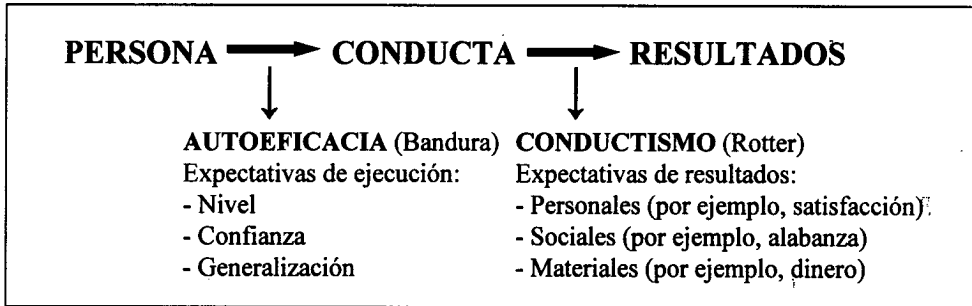 PERSONA CONDUCTA RESULTADOS
AUTOEFICACIA (Bandura) CONDUCTISMO (Rotter)
Expectativas de ejecución: Expectativas de resultados:
- Nivel - Personales (por ejemplo, satisfacción)
- Confianza - Sociales (por ejemplo, alabanza)
- Generalización - Materiales (por ejemplo, dinero)